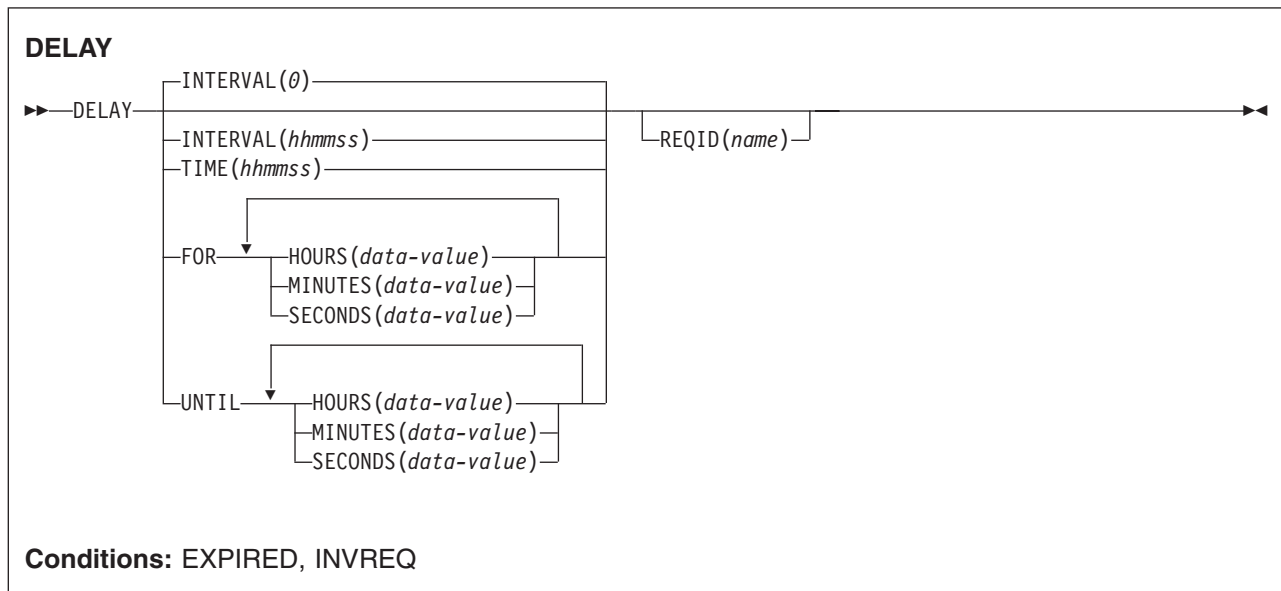 DELAY
INTERVAL(0)
DELAY
INTERVAL(hhmmss)
REQID(name)
TIME(hhmmss)
FOR HOURS(data-value)
MINUTES(data-value)
SECONDS(data-value)
UNTIL HOURS(data-value)
MINUTES(data-value)
SECONDS(data-value)
Conditions: EXPIRED, INVREQ